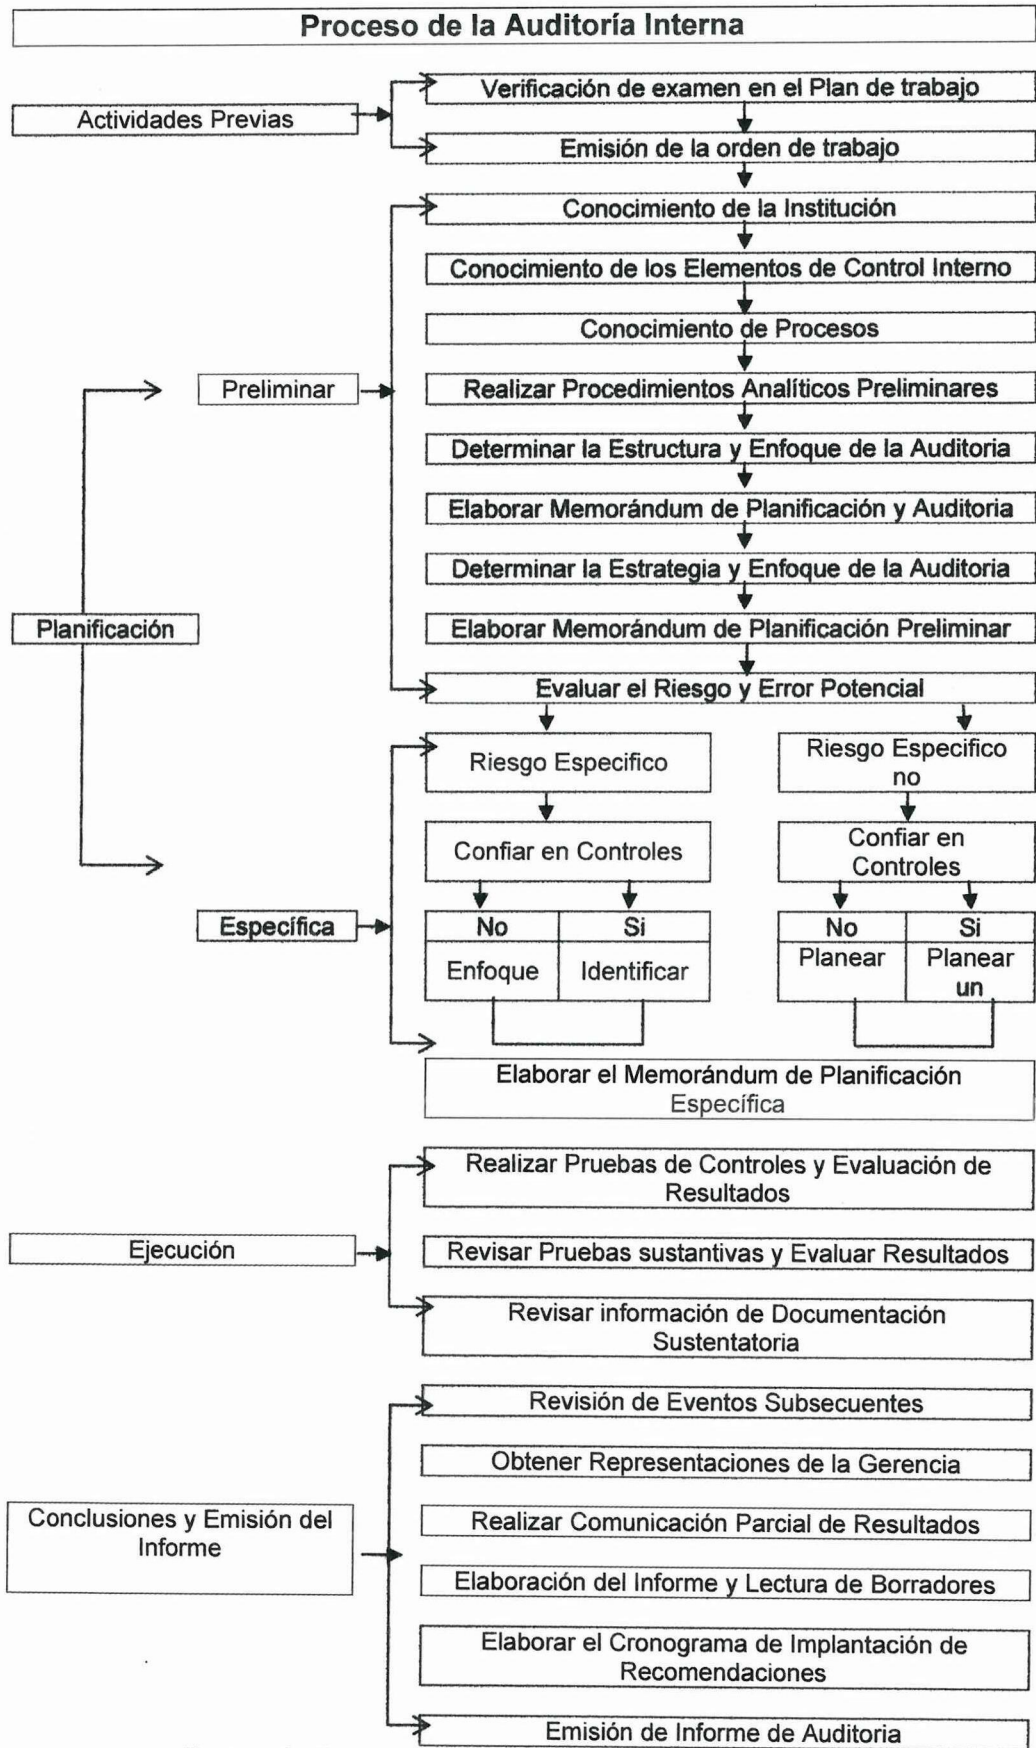 Proceso de la Auditoría Interna
Actividades Previas
Verificación de examen en el Plan de trabajo
Emisión de la orden de trabajo
Planificación
Preliminar
Conocimiento de la Institución
Conocimiento de los Elementos de Control Interno
Conocimiento de Procesos
Realizar Procedimientos Analíticos Preliminares
Determinar la Estructura y Enfoque de la Auditoria
Elaborar Memorándum de Planificación y Auditoria
Determinar la Estrategia y Enfoque de la Auditoria
Elaborar Memorándum de Planificación Preliminar
Evaluar el Riesgo y Error Potencial
Específica
Riesgo Especifico
Confiar en Controles
No
Si
Enfoque
Identificar
Riesgo Especifico
no
Confiar en
Controles
No
Si
Planear
Planear
un
Elaborar el Memorándum de Planificación
Específica
Ejecución
Realizar Pruebas de Controles y Evaluación de
Resultados
Revisar Pruebas sustantivas y Evaluar Resultados
Revisar información de Documentación
Sustentatoria
Conclusiones y Emisión del
Informe
Revisión de Eventos Subsecuentes
Obtener Representaciones de la Gerencia
Realizar Comunicación Parcial de Resultados
Elaboración del Informe y Lectura de Borradores
Elaborar el Cronograma de Implantación de
Recomendaciones
Emisión de Informe de Auditoria